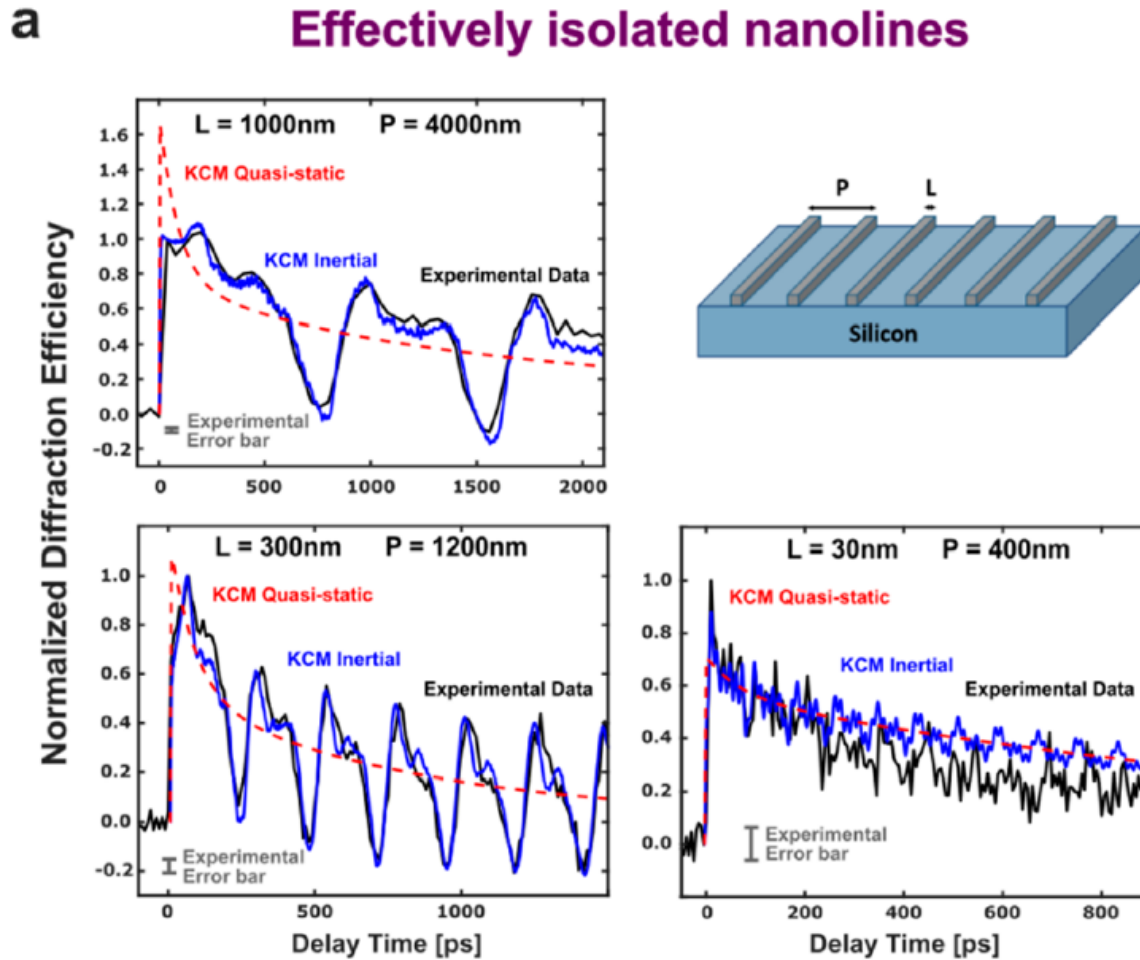 a
Effectively isolated nanolines
Normalized Diffraction Efficiency
L = 1000nm P = 4000nm
KCM Quasi-static
KCM Inertial
Experimental Data
Experimental
Error bar
1.6
1.4
1.2
1.0
0.8
0.6
0.4
0.2
0.0
-0.2
0 500 1000 1500 2000
P L
Silicon
L = 300nm P = 1200nm
KCM Quasi-static
KCM Inertial
Experimental Data
Experimental
Error bar
1.0
0.8
0.6
0.4
0.2
0.0
-0.2
0 500 1000
Delay Time [ps]
L = 30nm P = 400nm
KCM Quasi-static
KCM Inertial
Experimental Data
Experimental
Error bar
1.0
0.8
0.6
0.4
0.2
0.0
0 200 400 600 800
Delay Time [ps]